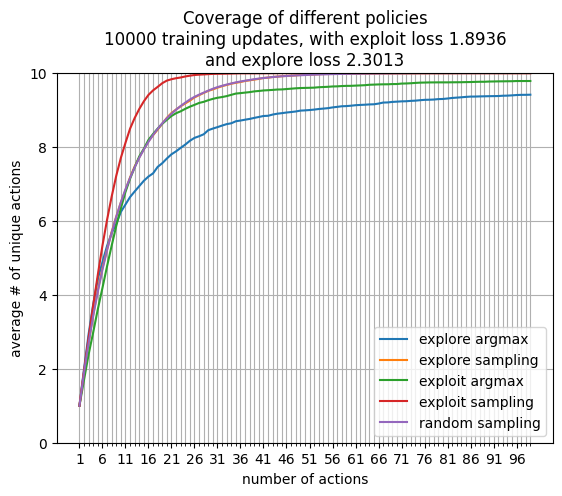 Coverage of different policies
10000 training updates, with exploit loss 1.8936
and explore loss 2.3013
10
8
6
4
2
0
average # of unique actions
explore argmax
explore sampling
exploit argmax
exploit sampling
random sampling
1 6 11 16 21 26 31 36 41 46 51 56 61 66 71 76 81 86 91 96
number of actions